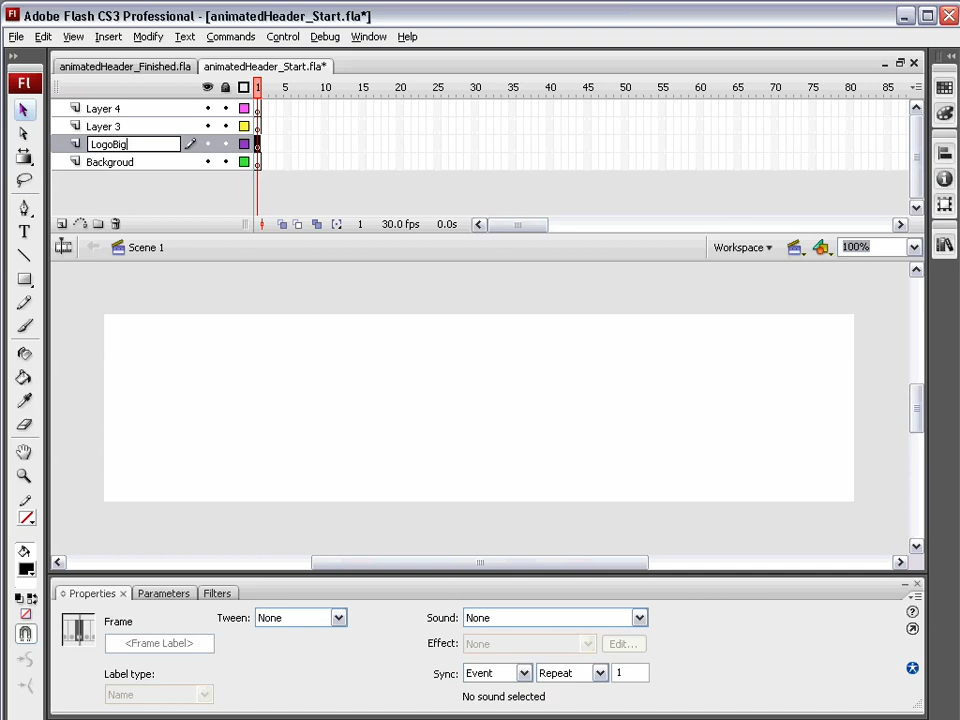 Adobe Flash CS3 Professional - [animatedHeader_Start.fla*]
File Edit View Insert Modify Text Commands Control Debug Window Help
Fl
animatedHeader_Finished.fla animatedHeader_Start.fla*
1 5 10 15 20 25 30 35 40 45 50 55 60 65 70 75 80 85
Layer 4
Layer 3
LogoBig
Backgroud
1 30.0 fps 0.0s
Scene 1 Workspace 100%
Properties Parameters Filters
Frame Tween: None Sound: None
<Frame Label> Effect: None Edit...
Label type: Sync: Event Repeat 1
Name No sound selected